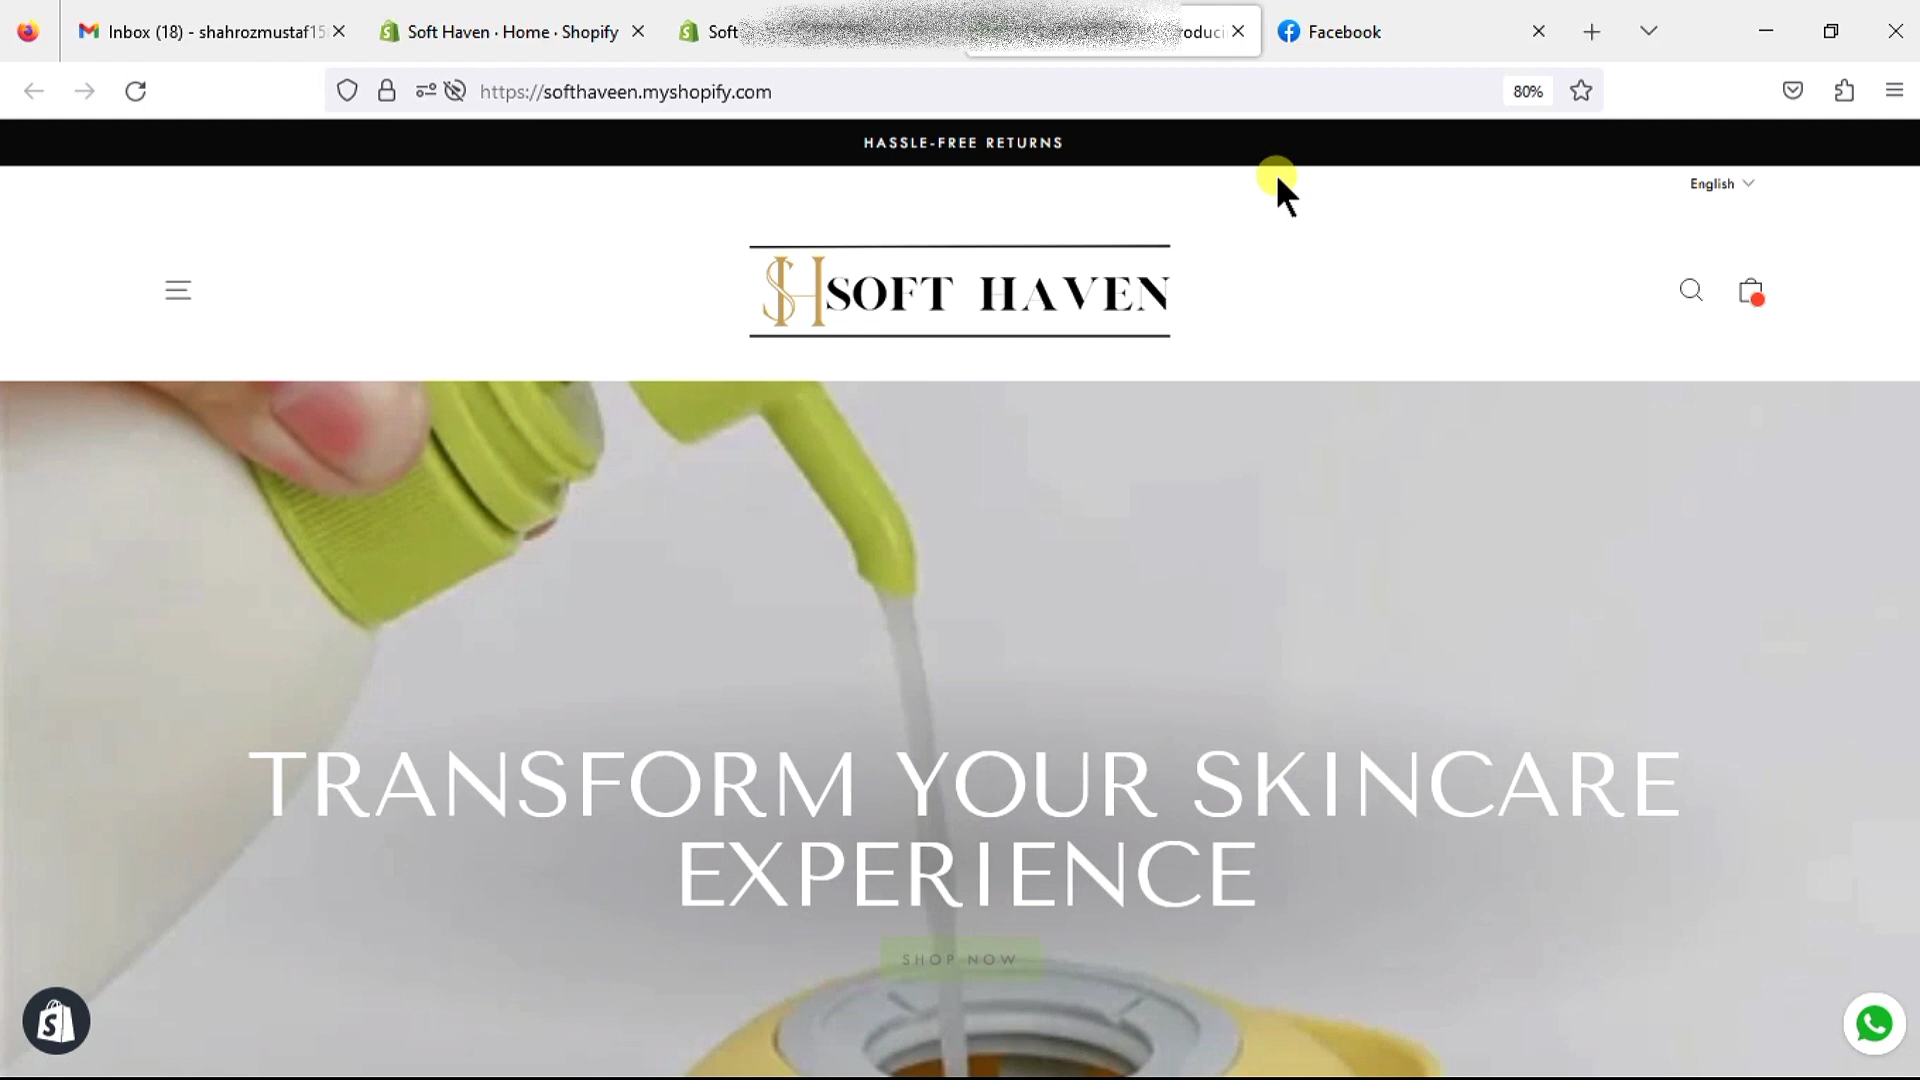 Inbox (18) - shahrozmustaf15
Soft Haven · Home · Shopify
Soft
Facebook
https://softhaveen.myshopify.com
80%
HASSLE-FREE RETURNS
English
SH SOFT HAVEN
TRANSFORM YOUR SKINCARE
EXPERIENCE
SHOP NOW